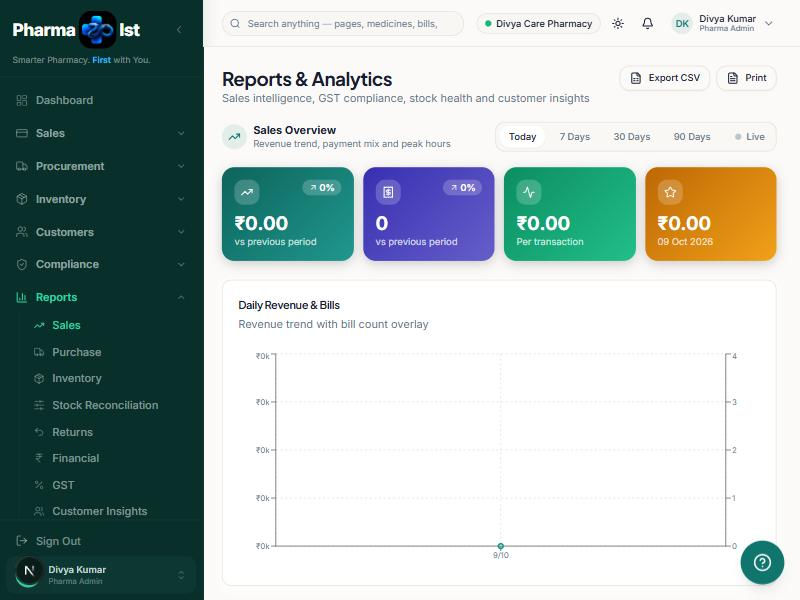 Pharma Ist
Smarter Pharmacy. First with You.
Dashboard
Sales
Procurement
Inventory
Customers
Compliance
Reports
Sales
Purchase
Inventory
Stock Reconciliation
Returns
Financial
GST
Customer Insights
Sign Out
N
Divya Kumar
Pharma Admin
Search anything — pages, medicines, bills,
Divya Care Pharmacy
DK
Divya Kumar
Pharma Admin
Reports & Analytics
Sales intelligence, GST compliance, stock health and customer insights
Export CSV
Print
Sales Overview
Revenue trend, payment mix and peak hours
Today
7 Days
30 Days
90 Days
Live
0%
₹0.00
vs previous period
0%
0
vs previous period
₹0.00
Per transaction
₹0.00
09 Oct 2026
Daily Revenue & Bills
Revenue trend with bill count overlay
₹0k
₹0k
₹0k
₹0k
₹0k
4
3
2
1
0
9/10